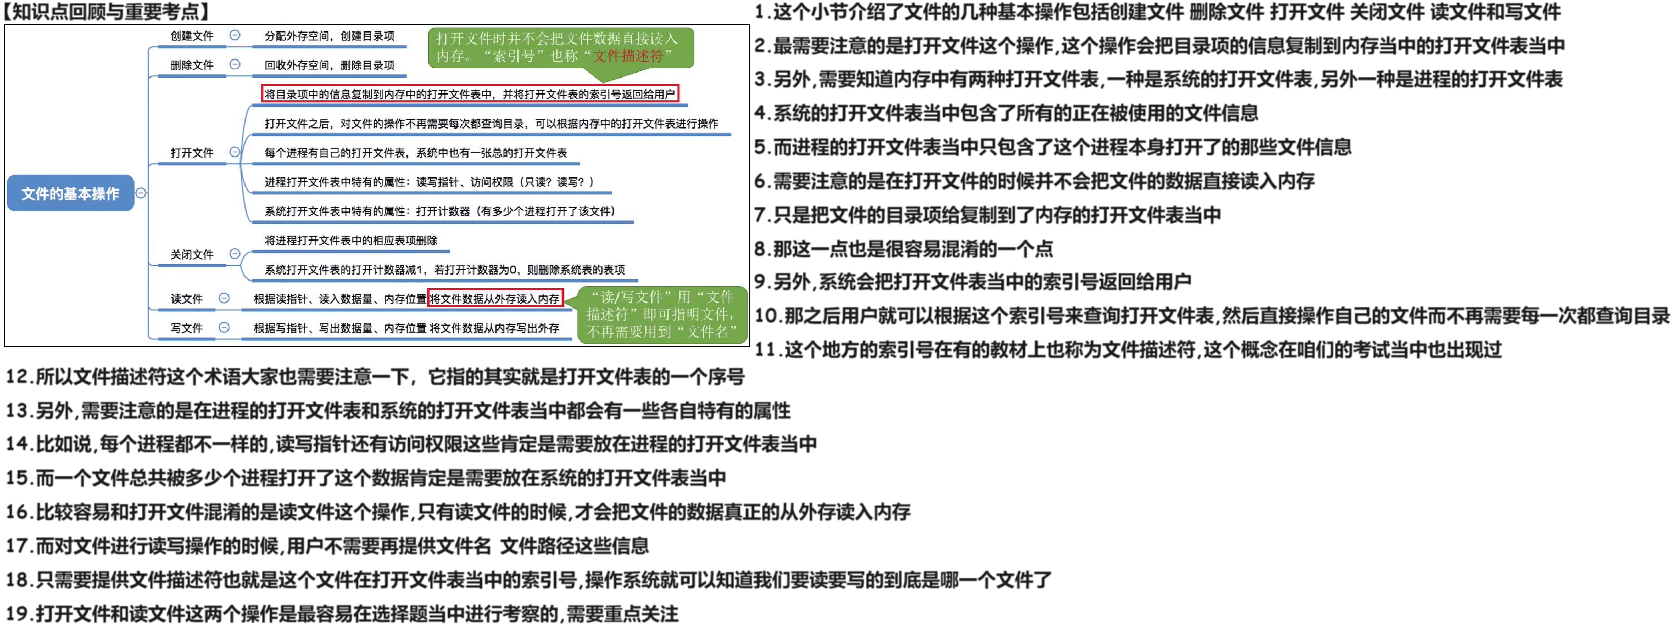 【知识点回顾与重要考点】
文件的基本操作
创建文件
分配外存空间，创建目录项
删除文件
回收外存空间，删除目录项
打开文件时并不会把文件数据直接读入
内存。“索引号”也称“文件描述符”
打开文件
将目录项中的信息复制到内存中的打开文件表中，并将打开文件表的索引号返回给用户
打开文件之后，对文件的操作不再需要每次都查询目录，可以根据内存中的打开文件表进行操作
每个进程有自己的打开文件表，系统中也有一张总的打开文件表
进程打开文件表中特有的属性：读写指针、访问权限（只读？读写？）
系统打开文件表中特有的属性：打开计数器（有多少个进程打开了该文件）
关闭文件
将进程打开文件表中的相应表项删除
系统打开文件表的打开计数器减1，若打开计数器为0，则删除系统表的表项
读文件
根据读指针、读入数据量、内存位置 将文件数据从外存读入内存
写文件
根据写指针、写出数据量、内存位置 将文件数据从内存写出外存
“读/写文件”用“文件
描述符”即可指明文件，
不再需要用到“文件名”
1.这个小节介绍了文件的几种基本操作包括创建文件 删除文件 打开文件 关闭文件 读文件和写文件
2.最需要注意的是打开文件这个操作,这个操作会把目录项的信息复制到内存当中的打开文件表当中
3.另外,需要知道内存中有两种打开文件表,一种是系统的打开文件表,另外一种是进程的打开文件表
4.系统的打开文件表当中包含了所有的正在被使用的文件信息
5.而进程的打开文件表当中只包含了这个进程本身打开了的那些文件信息
6.需要注意的是在打开文件的时候并不会把文件的数据直接读入内存
7.只是把文件的目录项给复制到了内存的打开文件表当中
8.那这一点也是很容易混淆的一个点
9.另外,系统会把打开文件表当中的索引号返回给用户
10.那之后用户就可以根据这个索引号来查询打开文件表,然后直接操作自己的文件而不再需要每一次都查询目录
11.这个地方的索引号在有的教材上也称为文件描述符,这个概念在咱们的考试当中也出现过
12.所以文件描述符这个术语大家也需要注意一下，它指的其实就是打开文件表的一个序号
13.另外,需要注意的是在进程的打开文件表和系统的打开文件表当中都会有一些各自特有的属性
14.比如说,每个进程都不一样的,读写指针还有访问权限这些肯定是需要放在进程的打开文件表当中
15.而一个文件总共被多少个进程打开了这个数据肯定是需要放在系统的打开文件表当中
16.比较容易和打开文件混淆的是读文件这个操作,只有读文件的时候,才会把文件的数据真正的从外存读入内存
17.而对文件进行读写操作的时候,用户不需要再提供文件名 文件路径这些信息
18.只需要提供文件描述符也就是这个文件在打开文件表当中的索引号,操作系统就可以知道我们要读要写的到底是哪一个文件了
19.打开文件和读文件这两个操作是最容易在选择题当中进行考察的,需要重点关注